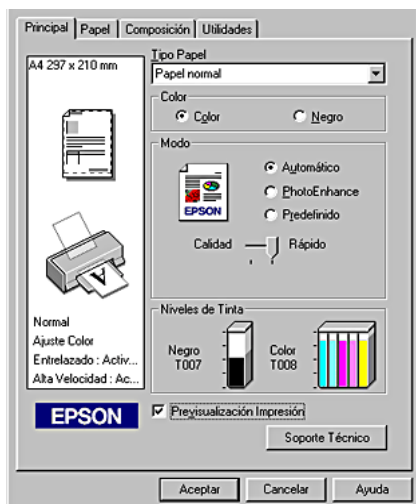 Principal Papel Composición Utilidades
A4 297 x 210 mm
Tipo Papel
Papel normal
Color
Color Negro
Modo
EPSON
Automático
PhotoEnhance
Predefinido
Calidad Rápido
Normal
Ajuste Color
Entrelazado : Activ...
Alta Velocidad : Ac...
Niveles de Tinta
Negro
T007
Color
T008
EPSON
Previsualización Impresión
Soporte Técnico
Aceptar Cancelar Ayuda